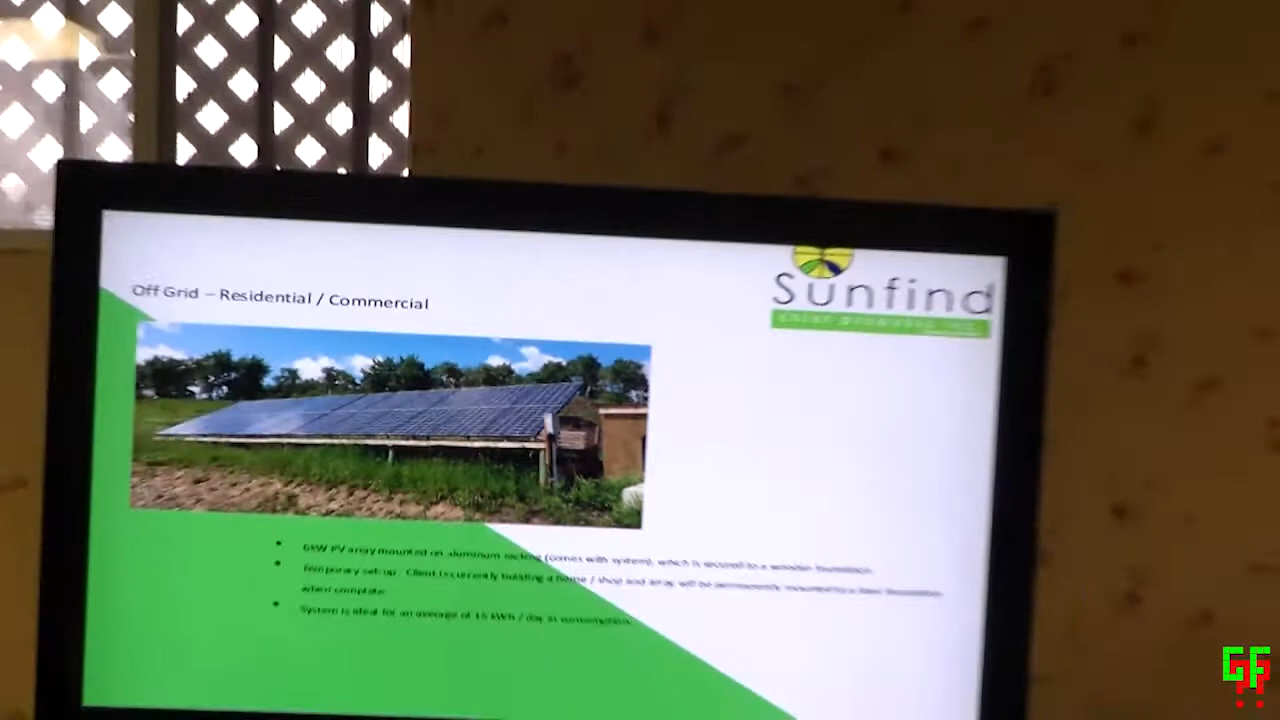 Sunfind
Off Grid – Residential / Commercial
6kW PV array mounted on aluminum racking (comes with system), which is secured to a wooden foundation.
Temporary set-up. Client is currently building a home / shop and array will be permanently mounted to a
when complete
System is ideal for an average of 15 kWh / day in consumption.
GF
??